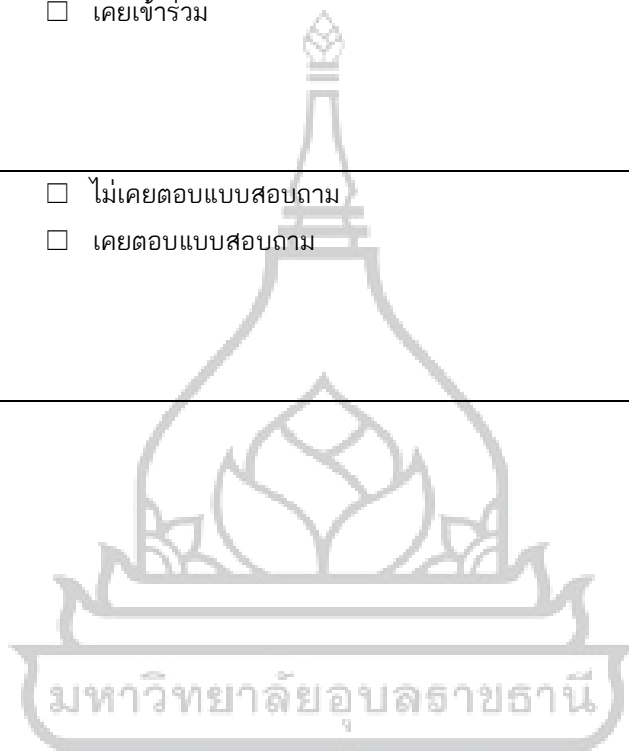 ☐ เคยเข้าร่วม
☐ ไม่เคยตอบแบบสอบถาม
☐ เคยตอบแบบสอบถาม
มหาวิทยาลัยอุบลราชธานี